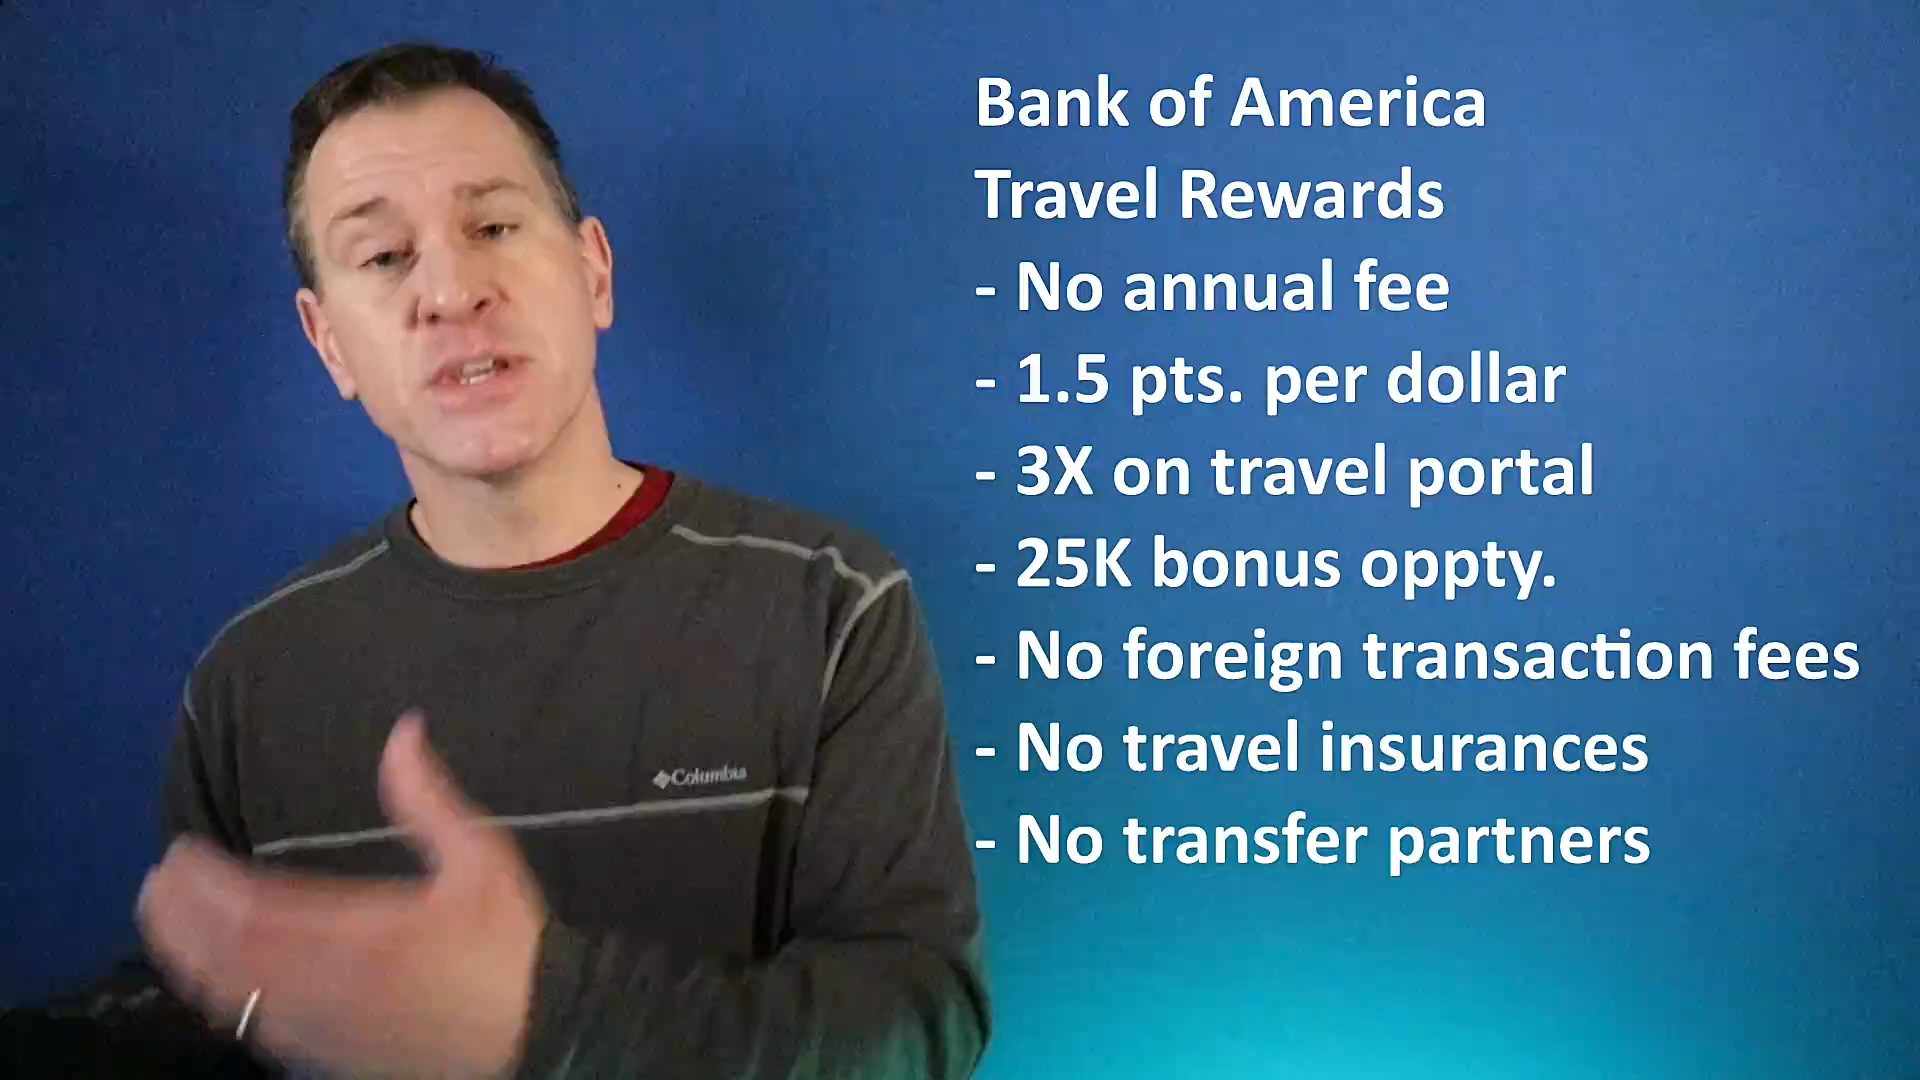 Bank of America
Travel Rewards
- No annual fee
- 1.5 pts. per dollar
- 3X on travel portal
- 25K bonus oppty.
- No foreign transaction fees
- No travel insurances
- No transfer partners
Columbia